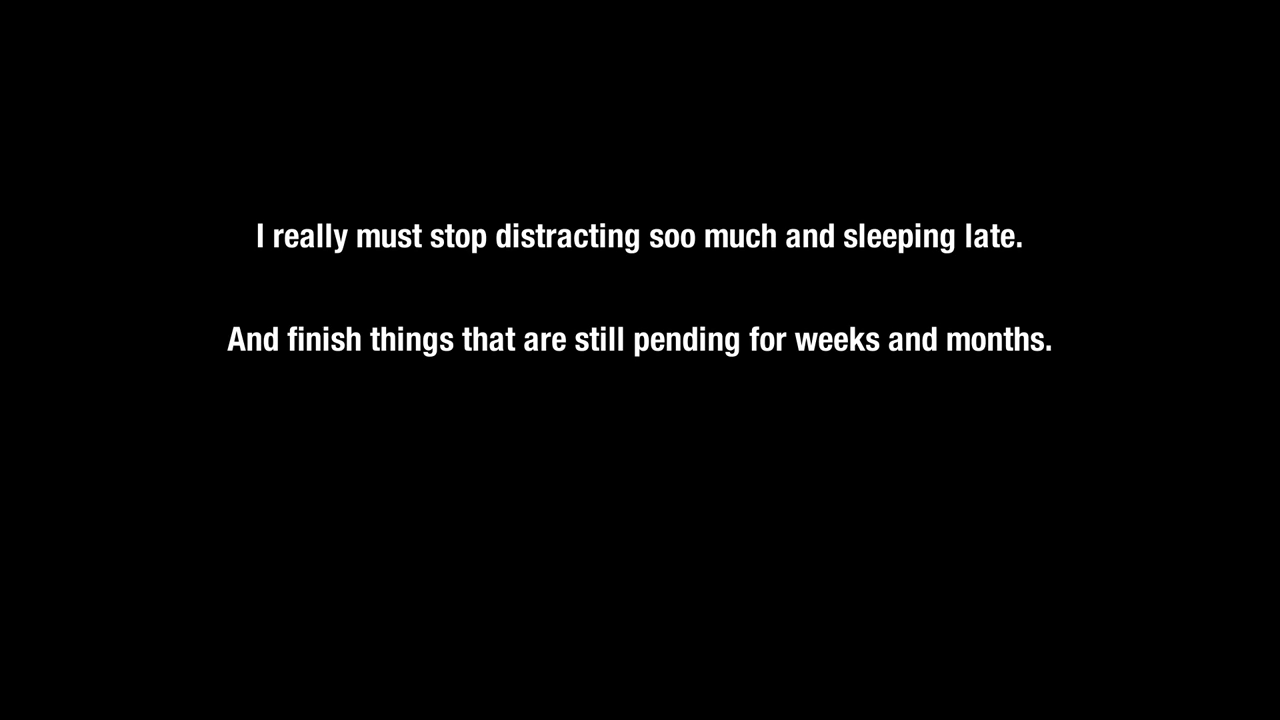 I really must stop distracting soo much and sleeping late.
And finish things that are still pending for weeks and months.